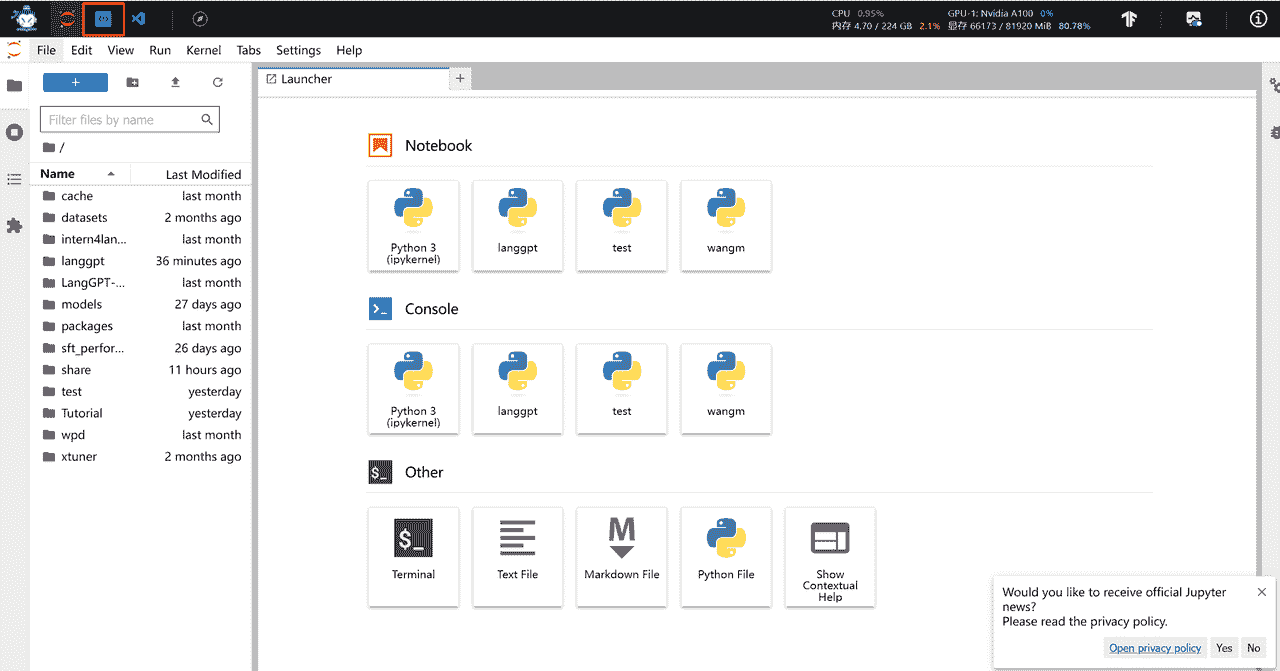 CPU 0.95%
内存 4.70 / 224 GB 2.1%
GPU-1: Nvidia A100 0%
显存 66173 / 81920 MiB 80.78%
File Edit View Run Kernel Tabs Settings Help
+
Filter files by name
/
Name Last Modified
cache last month
datasets 2 months ago
intern4lan... last month
langgpt 36 minutes ago
LangGPT-... last month
models 27 days ago
packages last month
sft_perfor... 26 days ago
share 11 hours ago
test yesterday
Tutorial yesterday
wpd last month
xtuner 2 months ago
Launcher +
Notebook
Python 3
(ipykernel)
langgpt
test
wangm
Console
Python 3
(ipykernel)
langgpt
test
wangm
$_ Other
$_
Terminal
Text File
M
Markdown File
Python File
Show
Contextual
Help
Would you like to receive official Jupyter
news?
Please read the privacy policy.
Open privacy policy Yes No